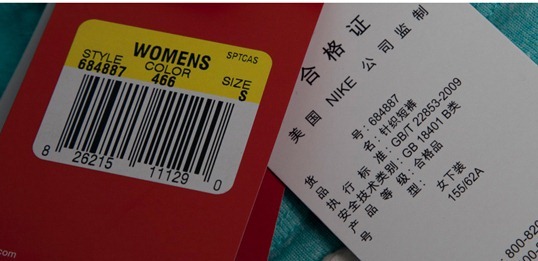 WOMENS
SPTCAS
STYLE COLOR SIZE
684887 466 S
8 26215 11129 0
.com
合格证
美国 NIKE 公司监制
货号:684887
品名:针织短裤
执行标准:GB/T 22853-2009
安全技术类别:GB 18401 B类
产品等级:合格品
号型:女下装
155/62A